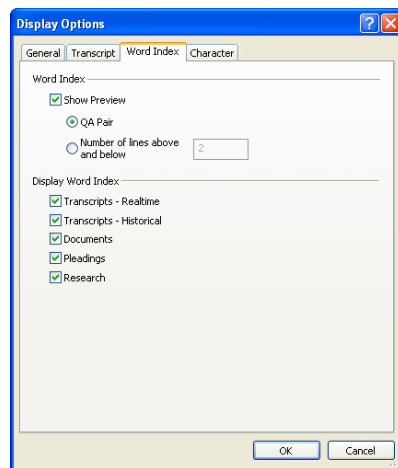 Display Options
General Transcript Word Index Character
Word Index
Show Preview
QA Pair
Number of lines above
and below
2
Display Word Index
Transcripts - Realtime
Transcripts - Historical
Documents
Pleadings
Research
OK Cancel